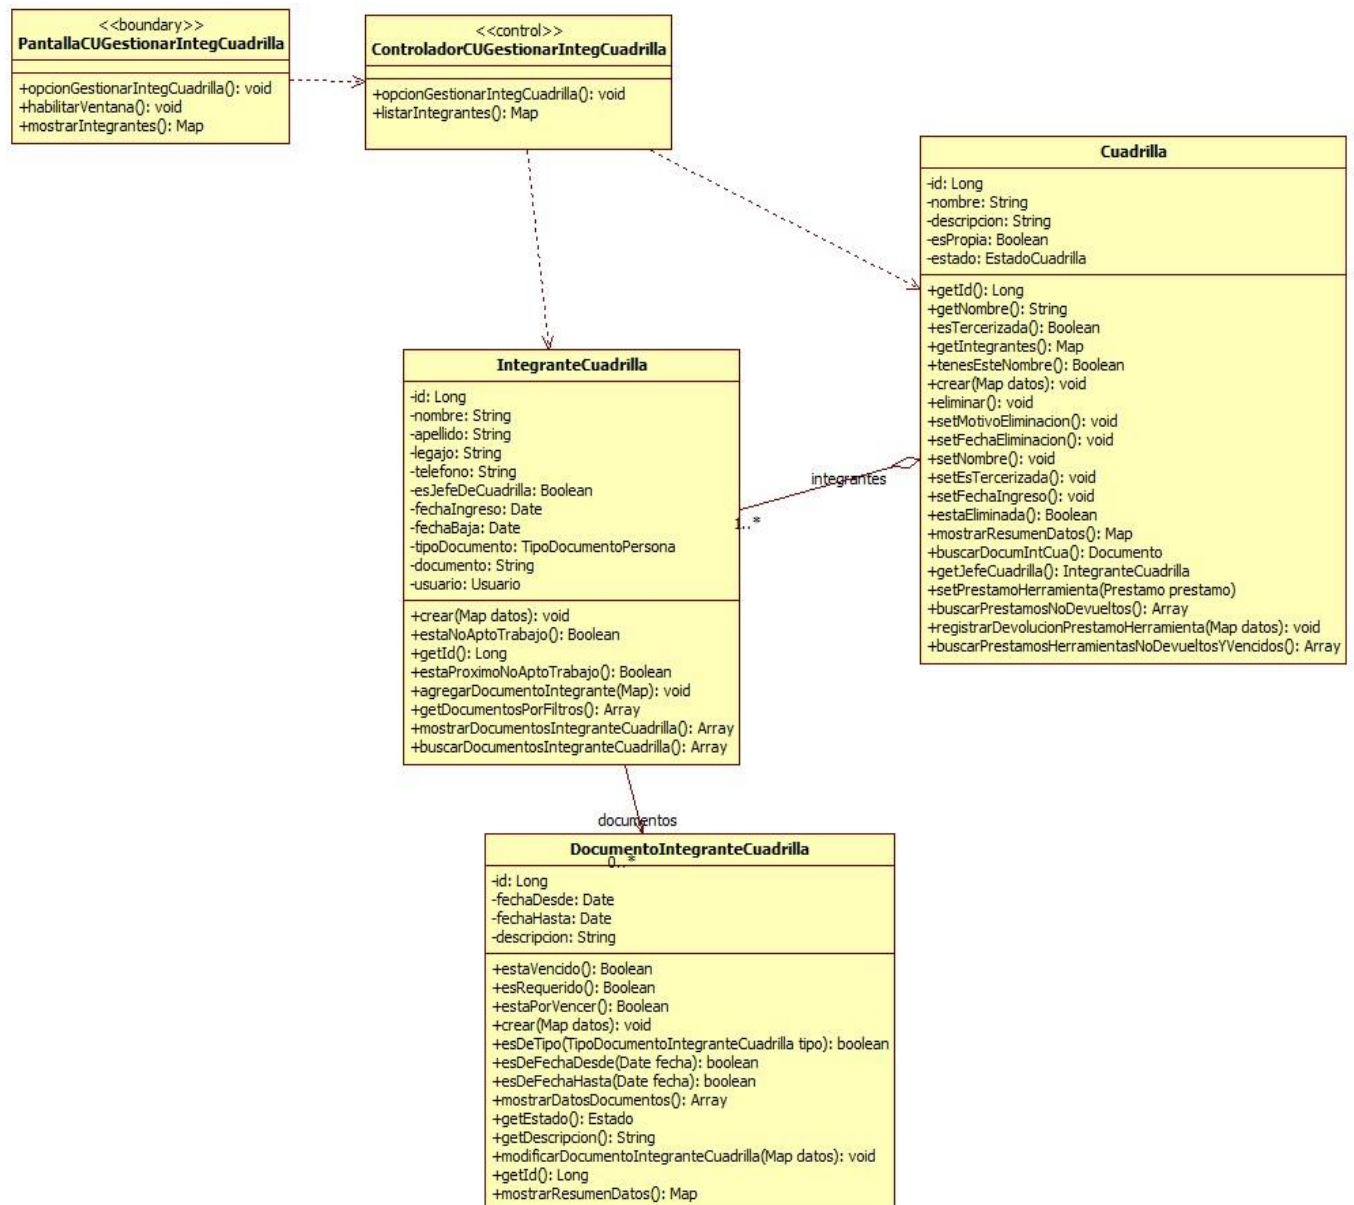 <<boundary>>
PantallaCUGestionarIntegCuadrilla
+opcionGestionarIntegCuadrilla(): void
+habilitarVentana(): void
+mostrarIntegrantes(): Map
<<control>>
ControladorCUGestionarIntegCuadrilla
+opcionGestionarIntegCuadrilla(): void
+listarIntegrantes(): Map
Cuadrilla
-id: Long
-nombre: String
-descripcion: String
-esPropia: Boolean
-estado: EstadoCuadrilla
+getId(): Long
+getNombre(): String
+esTercerizada(): Boolean
+getIntegrantes(): Map
+tenesEsteNombre(): Boolean
+crear(Map datos): void
+eliminar(): void
+setMotivoEliminacion(): void
+setFechaEliminacion(): void
+setNombre(): void
+setEsTercerizada(): void
+setFechaIngreso(): void
+estaEliminada(): Boolean
+mostrarResumenDatos(): Map
+buscarDocumIntCua(): Documento
+getJefeCuadrilla(): IntegranteCuadrilla
+setPrestamoHerramienta(Prestamo prestamo)
+buscarPrestamosNoDevueltos(): Array
+registrarDevolucionPrestamoHerramienta(Map datos): void
+buscarPrestamosHerramientasNoDevueltosYVencidos(): Array
integrantes
1..*
IntegranteCuadrilla
-id: Long
-nombre: String
-apellido: String
-legajo: String
-telefono: String
-esJefeDeCuadrilla: Boolean
-fechaIngreso: Date
-fechaBaja: Date
-tipoDocumento: TipoDocumentoPersona
-documento: String
-usuario: Usuario
+crear(Map datos): void
+estaNoAptoTrabajo(): Boolean
+getId(): Long
+estaProximoNoAptoTrabajo(): Boolean
+agregarDocumentoIntegrante(Map): void
+getDocumentosPorFiltros(): Array
+mostrarDocumentosIntegranteCuadrilla(): Array
+buscarDocumentosIntegranteCuadrilla(): Array
documentos
0..*
DocumentoIntegranteCuadrilla
-id: Long
-fechaDesde: Date
-fechaHasta: Date
-descripcion: String
+estaVencido(): Boolean
+esRequerido(): Boolean
+estaPorVencer(): Boolean
+crear(Map datos): void
+esDeTipo(TipoDocumentoIntegranteCuadrilla tipo): boolean
+esDeFechaDesde(Date fecha): boolean
+esDeFechaHasta(Date fecha): boolean
+mostrarDatosDocumentos(): Array
+getEstado(): Estado
+getDescripcion(): String
+modificarDocumentoIntegranteCuadrilla(Map datos): void
+getId(): Long
+mostrarResumenDatos(): Map